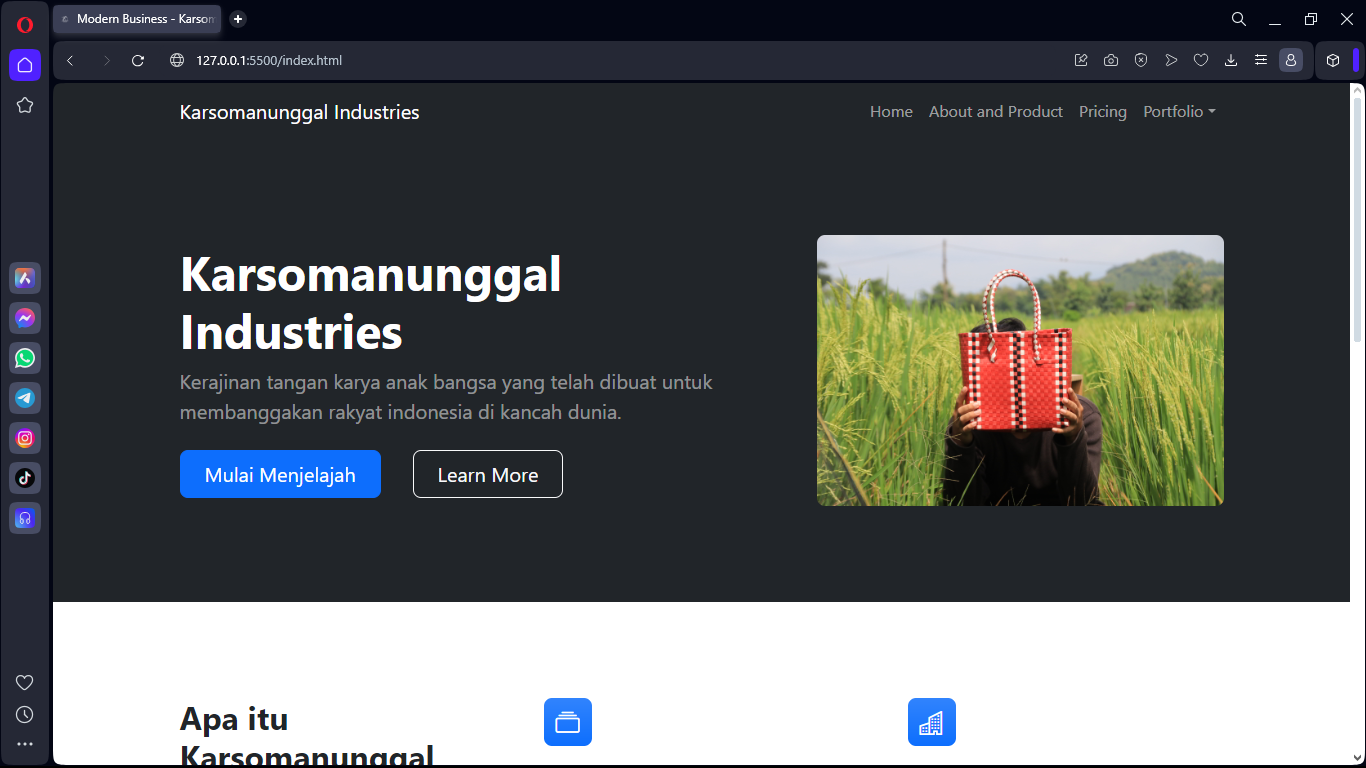 Modern Business - Karsom
127.0.0.1:5500/index.html
Karsomanunggal Industries
Home
About and Product
Pricing
Portfolio
Karsomanunggal
Industries
Kerajinan tangan karya anak bangsa yang telah dibuat untuk
membanggakan rakyat indonesia di kancah dunia.
Mulai Menjelajah
Learn More
Apa itu
Karsomanunggal